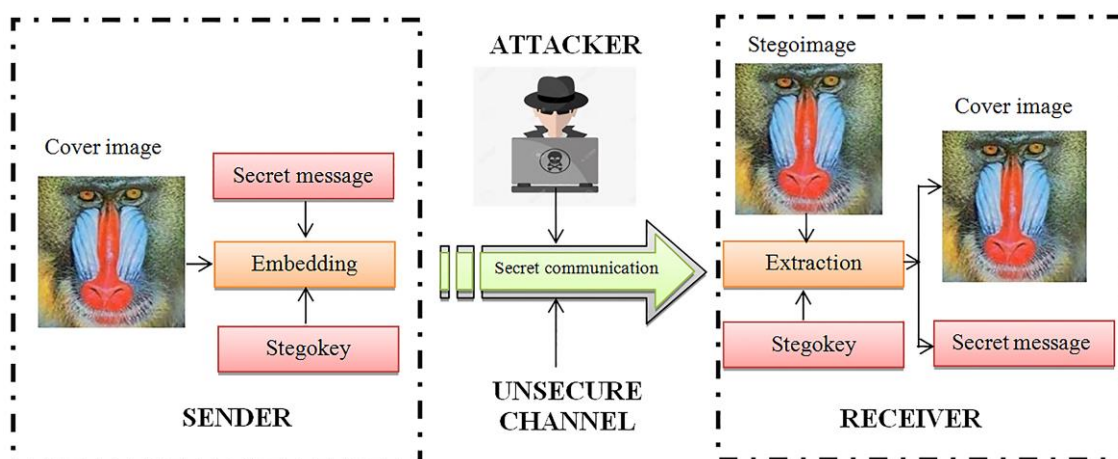 Cover image
Secret message
Embedding
Stegokey
SENDER
ATTACKER
Secret communication
UNSECURE
CHANNEL
Stegoimage
Cover image
Extraction
Stegokey
Secret message
RECEIVER